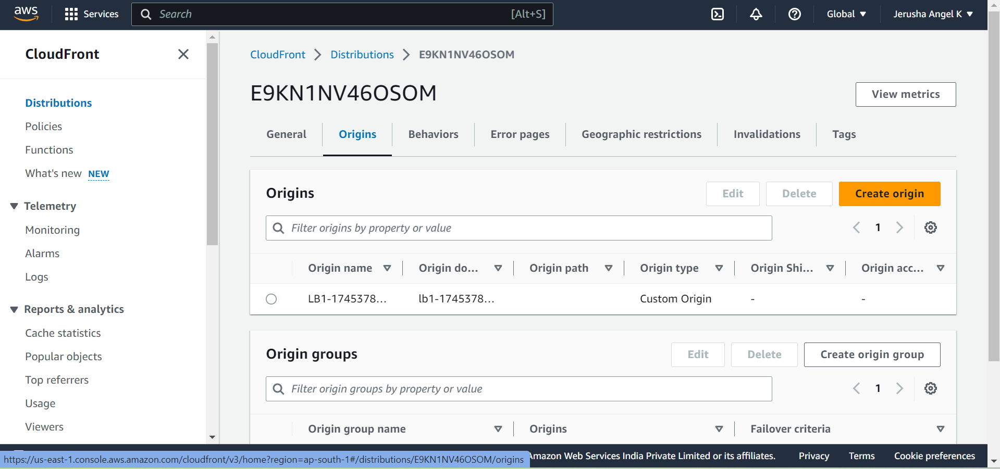 aws Services Search [Alt+S] Global Jerusha Angel K
CloudFront
Distributions
Policies
Functions
What's new NEW
Telemetry
Monitoring
Alarms
Logs
Reports & analytics
Cache statistics
Popular objects
Top referrers
Usage
Viewers
CloudFront Distributions E9KN1NV46OSOM
E9KN1NV46OSOM
View metrics
General Origins Behaviors Error pages Geographic restrictions Invalidations Tags
Origins Edit Delete Create origin
Filter origins by property or value 1
Origin name Origin do... Origin path Origin type Origin Shi... Origin acc...
LB1-1745378... lb1-1745378... Custom Origin - -
Origin groups Edit Delete Create origin group
Filter origin groups by property or value 1
Origin group name Origins Failover criteria
https://us-east-1.console.aws.amazon.com/cloudfront/v3/home?region=ap-south-1#/distributions/E9KN1NV46OSOM/origins
Amazon Web Services India Private Limited or its affiliates. Privacy Terms Cookie preferences